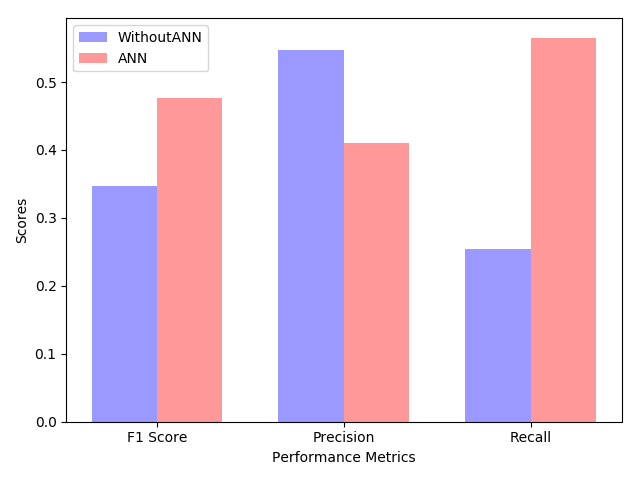 WithoutANN
ANN
Scores
0.5
0.4
0.3
0.2
0.1
0.0
F1 Score
Precision
Recall
Performance Metrics